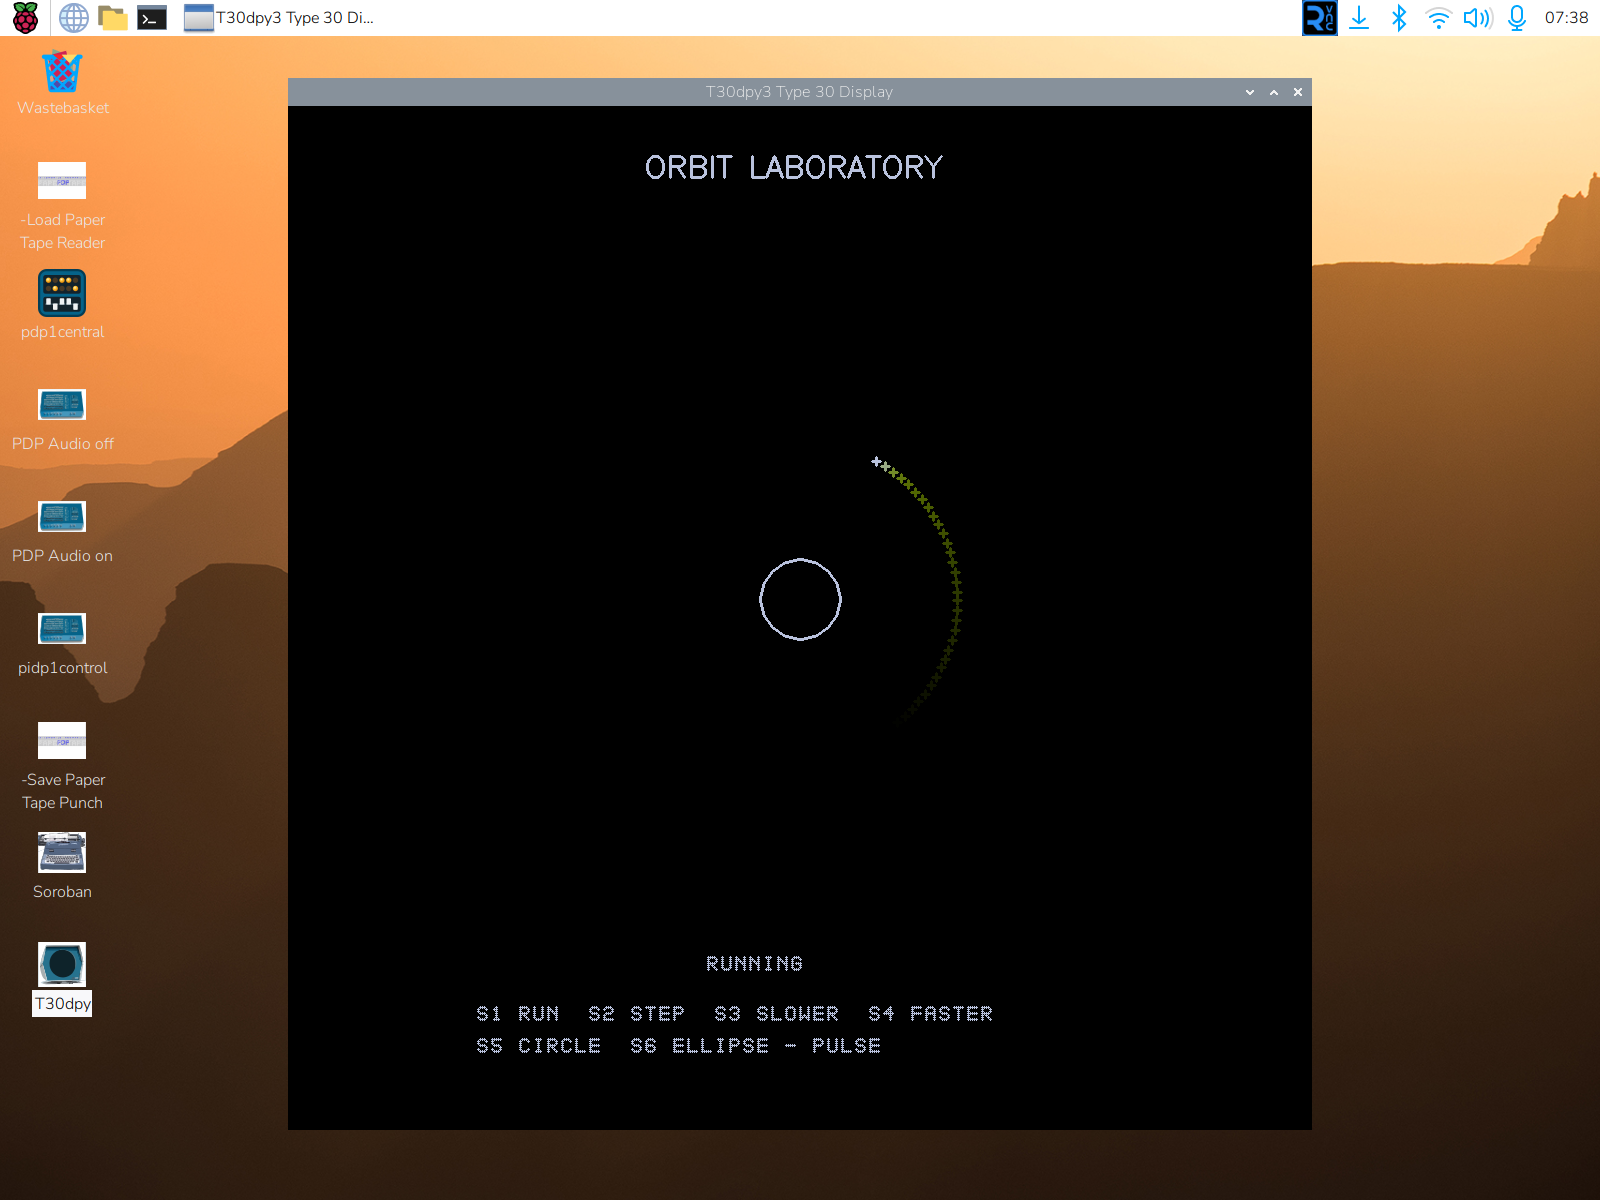 T30dpy3 Type 30 Di...
07:38
Wastebasket
-Load Paper
Tape Reader
pdp1central
PDP Audio off
PDP Audio on
pidp1control
-Save Paper
Tape Punch
Soroban
T30dpy
T30dpy3 Type 30 Display
ORBIT LABORATORY
RUNNING
S1 RUN S2 STEP S3 SLOWER S4 FASTER
S5 CIRCLE S6 ELLIPSE - PULSE